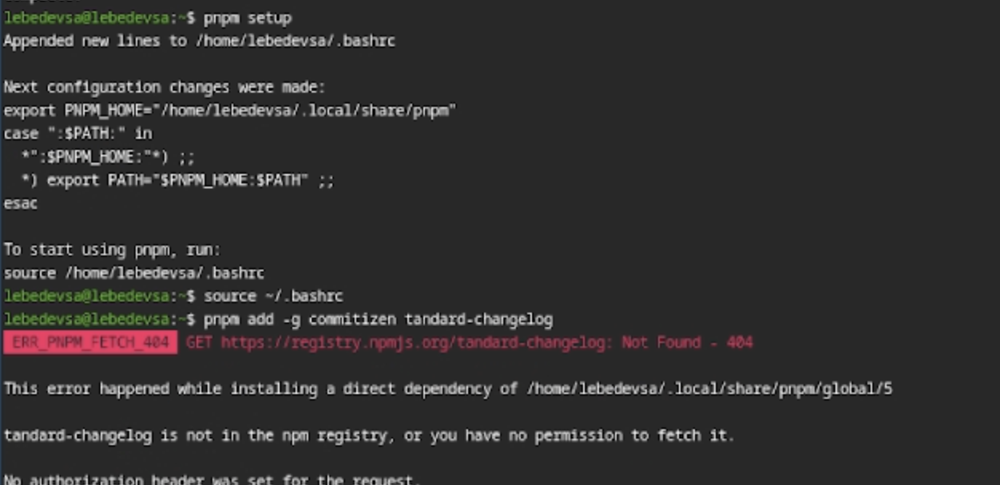 lebedevsa@lebedevsa:~$ pnpm setup
Appended new lines to /home/lebedevsa/.bashrc

Next configuration changes were made:
export PNPM_HOME="/home/lebedevsa/.local/share/pnpm"
case ":$PATH:" in
  *":$PNPM_HOME:"*) ;;
  *) export PATH="$PNPM_HOME:$PATH" ;;
esac

To start using pnpm, run:
source /home/lebedevsa/.bashrc
lebedevsa@lebedevsa:~$ source ~/.bashrc
lebedevsa@lebedevsa:~$ pnpm add -g commitizen tandard-changelog
ERR_PNPM_FETCH_404 GET https://registry.npmjs.org/tandard-changelog: Not Found - 404

This error happened while installing a direct dependency of /home/lebedevsa/.local/share/pnpm/global/5

tandard-changelog is not in the npm registry, or you have no permission to fetch it.

No authorization header was set for the request.